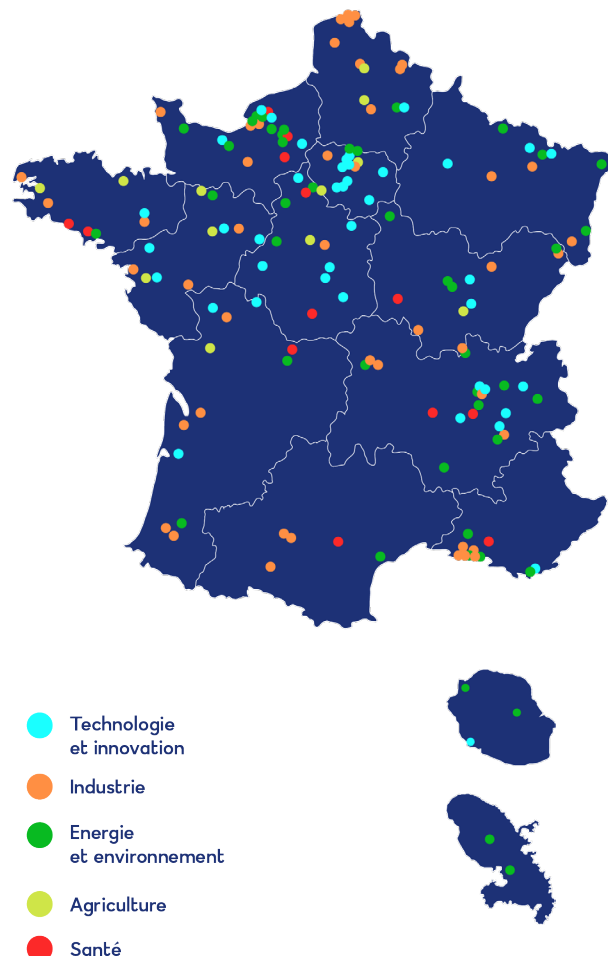 Technologie
et innovation
Industrie
Energie
et environnement
Agriculture
Santé